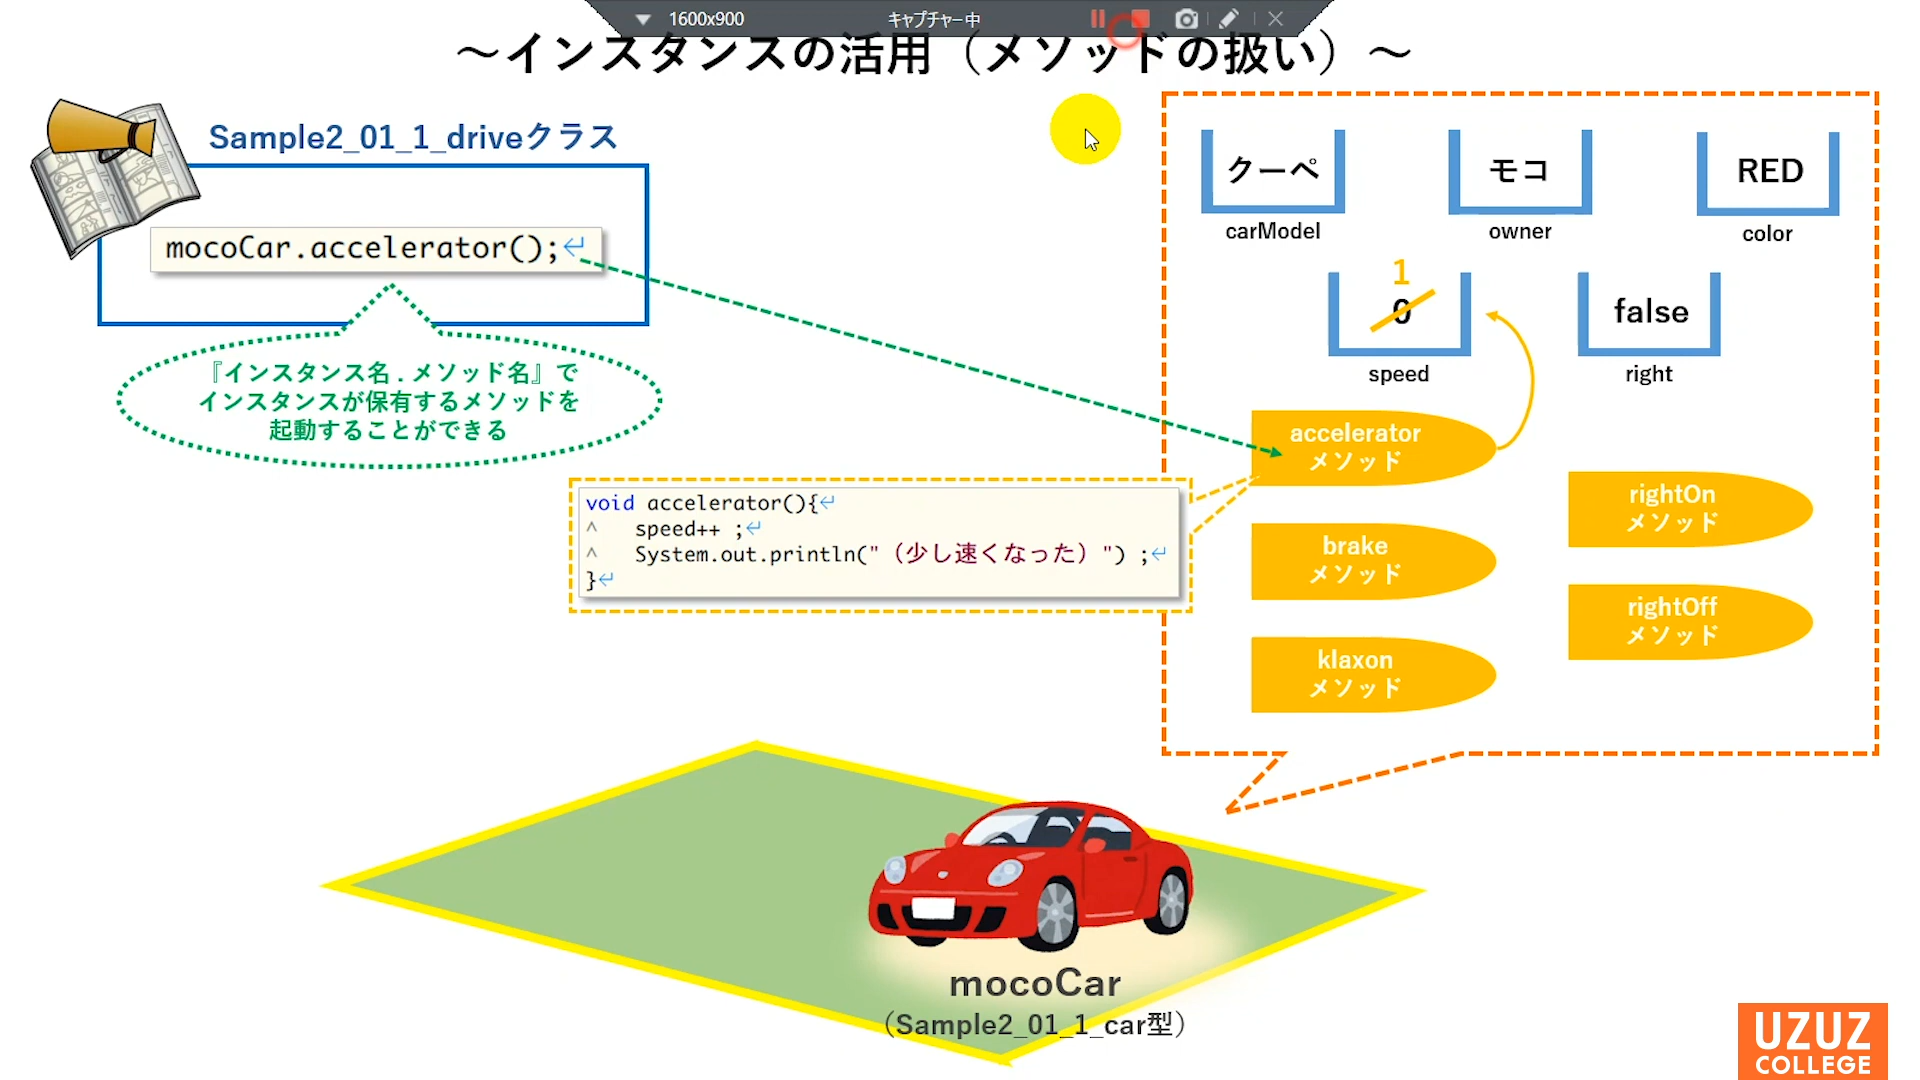 1600x900 キャプチャー中
～インスタンスの活用（メソッドの扱い）～
Sample2_01_1_driveクラス
mocoCar.accelerator();↵
『インスタンス名 . メソッド名』で
インスタンスが保有するメソッドを
起動することができる
クーペ
carModel
モコ
owner
RED
color
1
0
speed
false
right
accelerator
メソッド
void accelerator(){↵
^ speed++ ;↵
^ System.out.println("（少し速くなった）") ;↵
}↵
brake
メソッド
klaxon
メソッド
rightOn
メソッド
rightOff
メソッド
mocoCar
（Sample2_01_1_car型）
UZUZ
COLLEGE